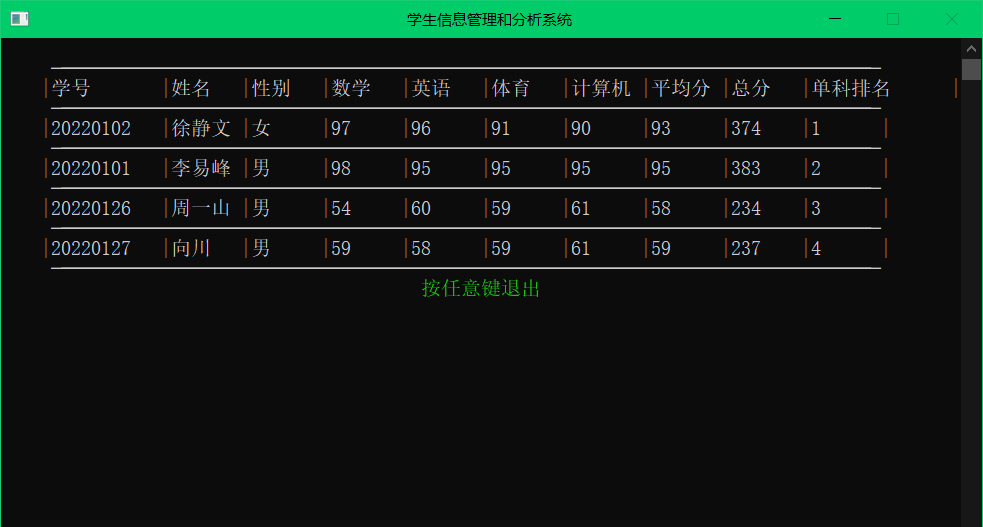 学生信息管理和分析系统
|学号 |姓名 |性别 |数学 |英语 |体育 |计算机 |平均分 |总分 |单科排名 |
|20220102 |徐静文 |女 |97 |96 |91 |90 |93 |374 |1 |
|20220101 |李易峰 |男 |98 |95 |95 |95 |95 |383 |2 |
|20220126 |周一山 |男 |54 |60 |59 |61 |58 |234 |3 |
|20220127 |向川 |男 |59 |58 |59 |61 |59 |237 |4 |
按任意键退出